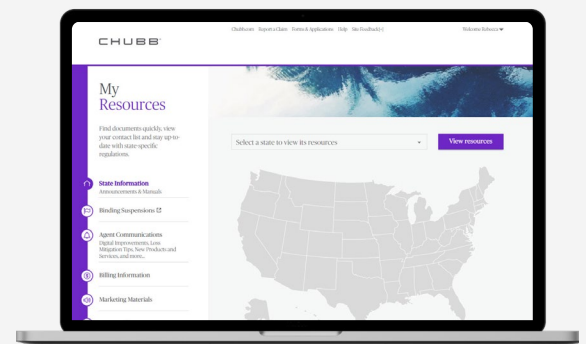 Chubb.com Report a Claim Forms & Applications Help Site Feedback[+] Welcome Rebecca
CHUBB
My
Resources
Find documents quickly, view
your contact list and stay up-to-
date with state-specific
regulations.
Select a state to view its resources
View resources
State Information
Announcements & Manuals
Binding Suspensions
Agent Communications
Digital Improvements, Loss
Mitigation Tips, New Products and
Services, and more...
Billing Information
Marketing Materials